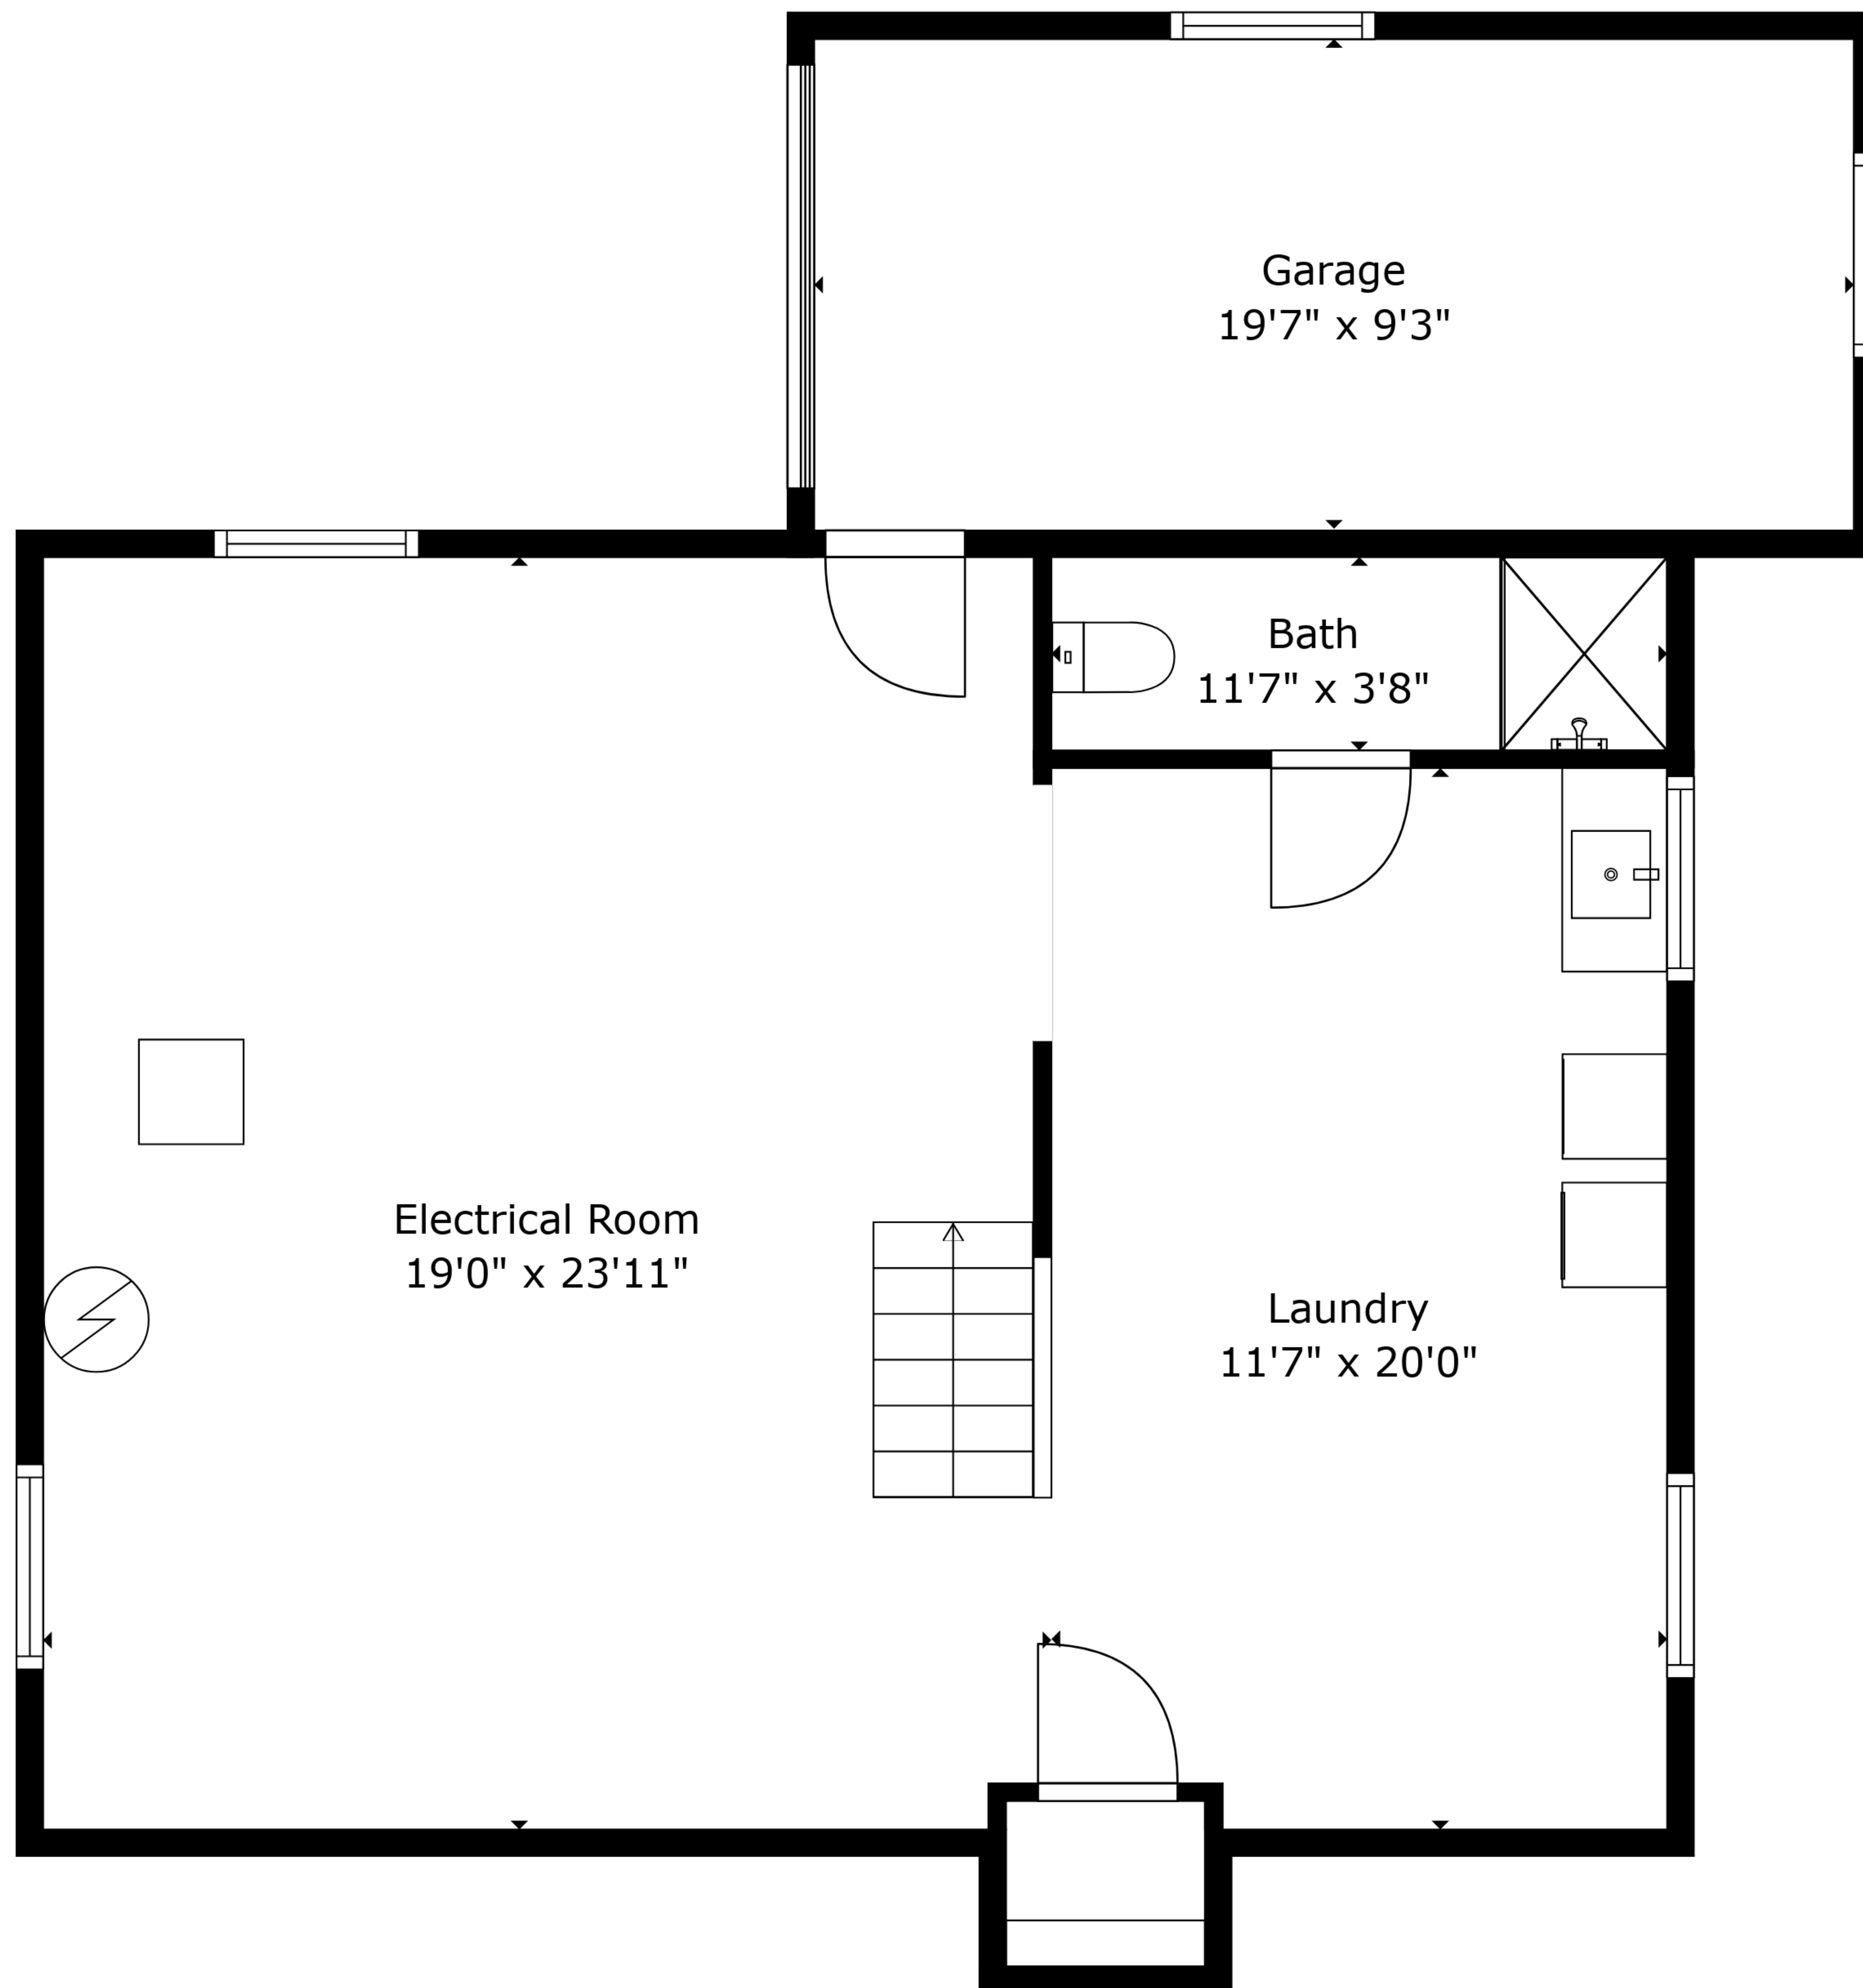 Garage
19'7" x 9'3"
Bath
11'7" x 3'8"
Electrical Room
19'0" x 23'11"
Laundry
11'7" x 20'0"